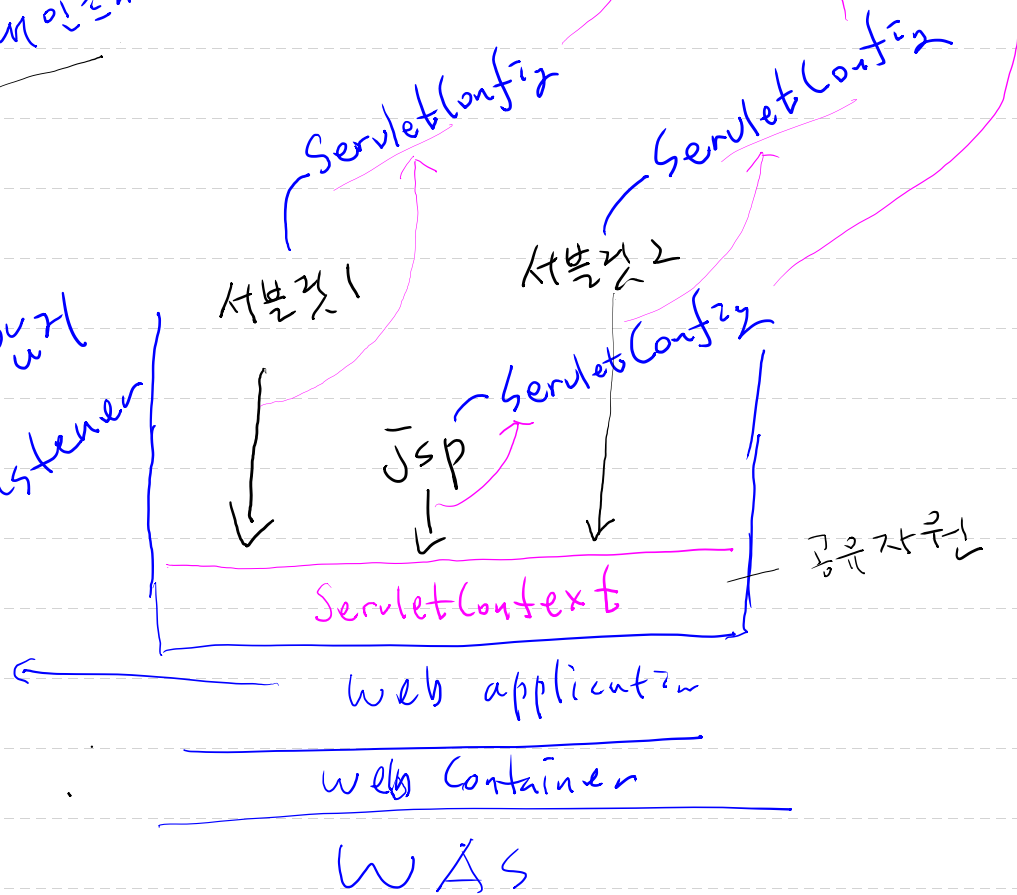 ServletConfig
ServletConfig
서블릿1
서블릿2
ServletConfig
jsp
공유자원
ServletContext
web application
web Container
WAS